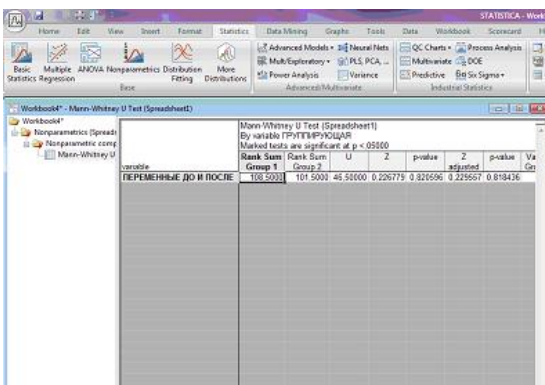 STATISTICA - Work
Home Edit View Insert Format Statistics Data Mining Graphs Tools Data Workbook Scorecard
Basic Statistics
Multiple Regression
ANOVA
Nonparametrics
Distribution Fitting
More Distributions
Base
Advanced Models
Mult/Exploratory
Power Analysis
Neural Nets
PLS, PCA, ...
Variance
Advanced/Multivariate
QC Charts
Multivariate
Predictive
Process Analysis
DOE
Six Sigma
Industrial Statistics
Workbook4* - Mann-Whitney U Test (Spreadsheet1)
Workbook4*
Nonparametrics (Spreads
Nonparametric comp
Mann-Whitney U
Mann-Whitney U Test (Spreadsheet1)
By variable ГРУППИРУЮЩАЯ
Marked tests are significant at p <,05000
variable
Rank Sum Group 1
Rank Sum Group 2
U
Z
p-value
Z adjusted
p-value
ПЕРЕМЕННЫЕ ДО И ПОСЛЕ 108,5000 101,5000 46,50000 0,226779 0,820596 0,229557 0,818436